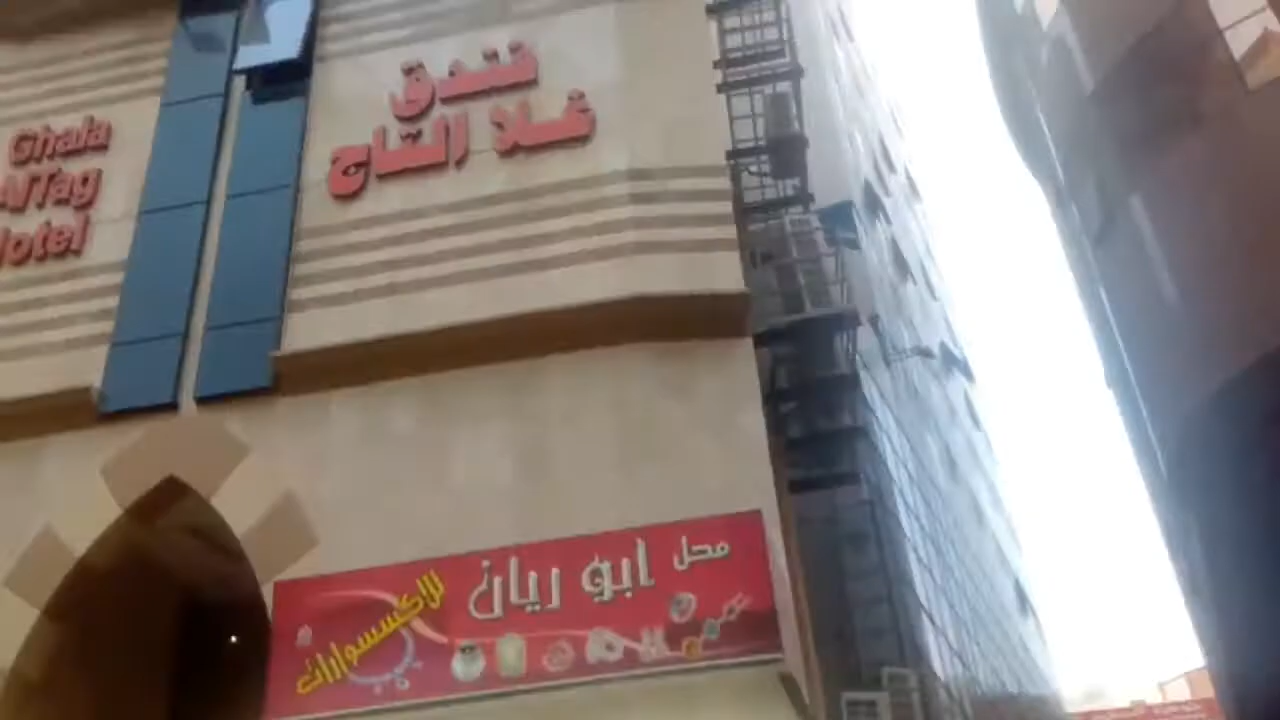 فندق
غلا التاج
Ghala
AlTag
Hotel
محل ابو ريان
للاكسسوارات